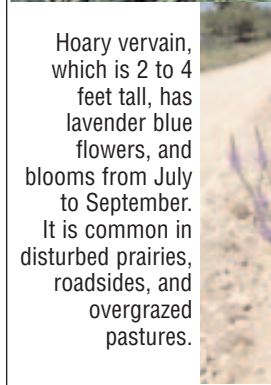 Hoary vervain,
which is 2 to 4
feet tall, has
lavender blue
flowers, and
blooms from July
to September.
It is common in
disturbed prairies,
roadsides, and
overgrazed
pastures.